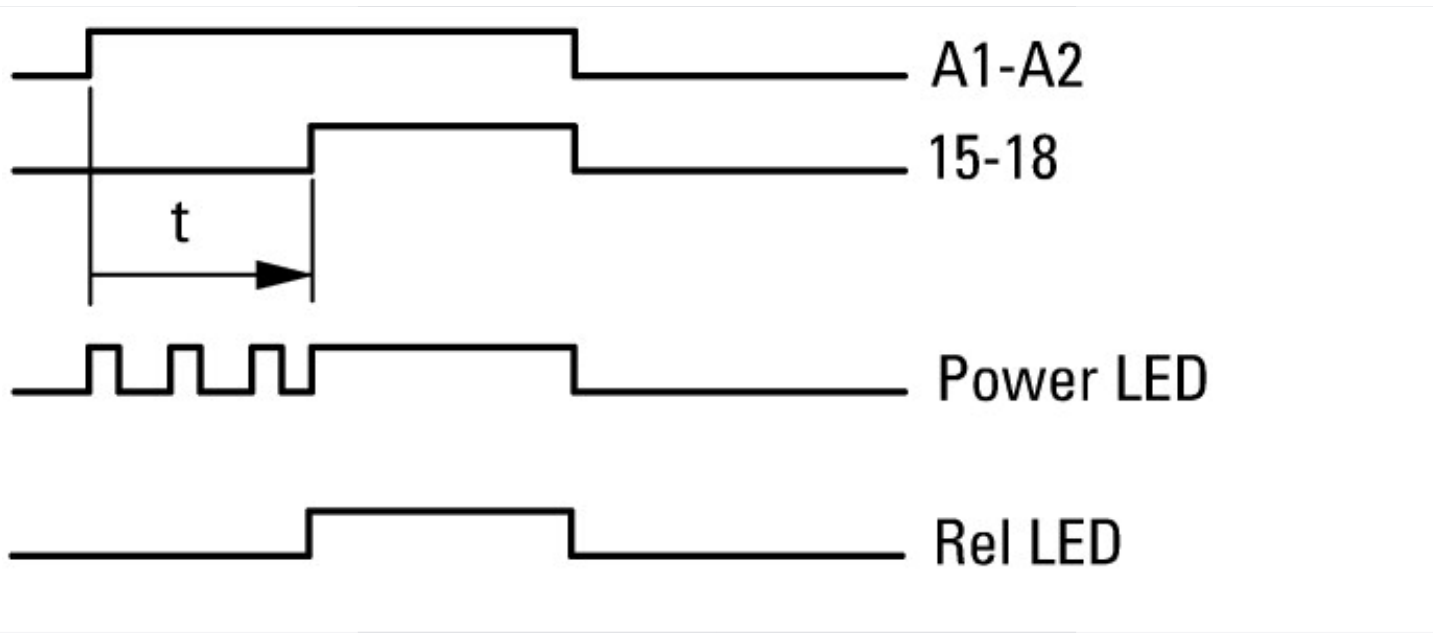 A1-A2
15-18
t
Power LED
Rel LED